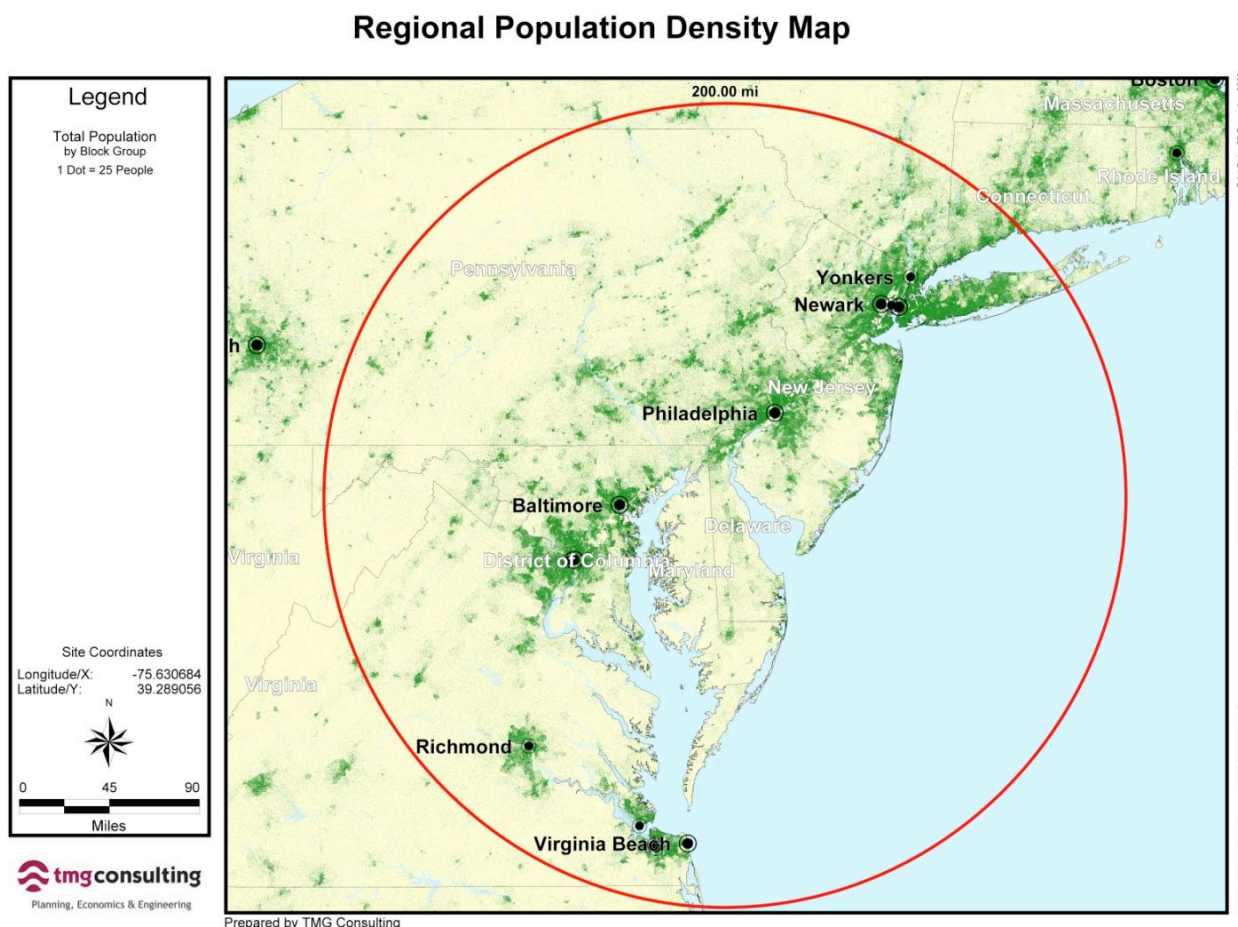 Regional Population Density Map
Legend
Total Population
by Block Group
1 Dot = 25 People
Site Coordinates
Longitude/X: -75.630684
Latitude/Y: 39.289056
N
0 45 90
Miles
tmgconsulting
Planning, Economics & Engineering
200.00 mi
Boston
Massachusetts
Rhode Island
Connecticut
Pennsylvania
Yonkers
Newark
h
New Jersey
Philadelphia
Baltimore
Delaware
District of Columbia
Maryland
Virginia
Virginia
Richmond
Virginia Beach
Prepared by TMG Consulting